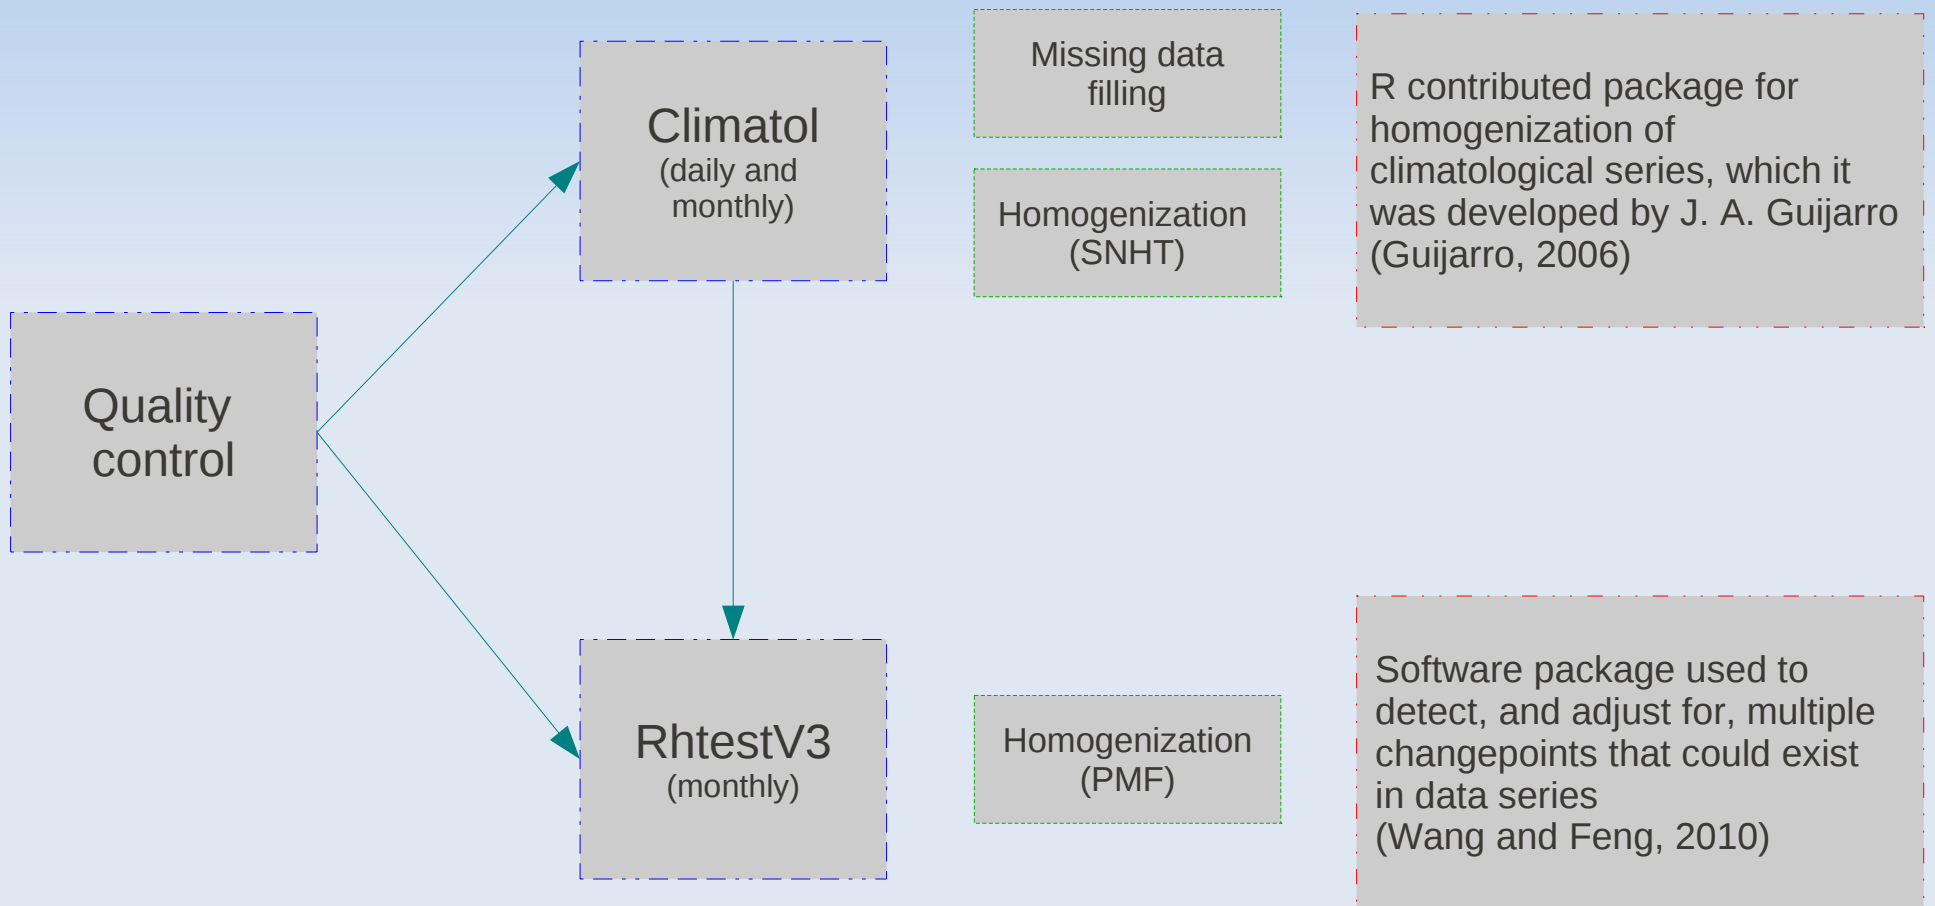 Quality
control
Climatol
(daily and
monthly)
Missing data
filling
Homogenization
(SNHT)
R contributed package for
homogenization of
climatological series, which it
was developed by J. A. Guijarro
(Guijarro, 2006)
RhtestV3
(monthly)
Homogenization
(PMF)
Software package used to
detect, and adjust for, multiple
changepoints that could exist
in data series
(Wang and Feng, 2010)